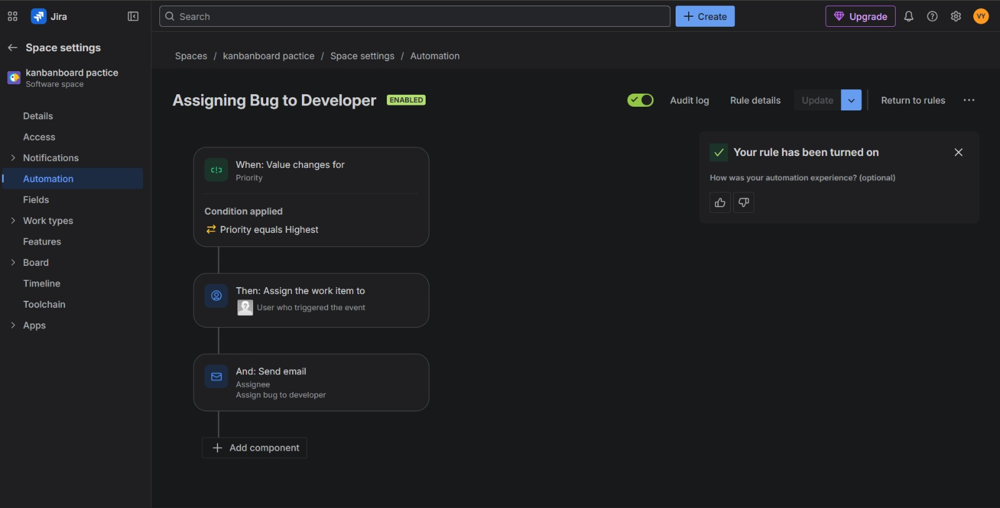 Jira
Search
Create
Upgrade
VY
Space settings
kanbanboard pactice
Software space
Details
Access
Notifications
Automation
Fields
Work types
Features
Board
Timeline
Toolchain
Apps
Spaces / kanbanboard pactice / Space settings / Automation
Assigning Bug to Developer ENABLED
Audit log
Rule details
Update
Return to rules
When: Value changes for
Priority
Condition applied
Priority equals Highest
Then: Assign the work item to
User who triggered the event
And: Send email
Assignee
Assign bug to developer
Add component
Your rule has been turned on
How was your automation experience? (optional)